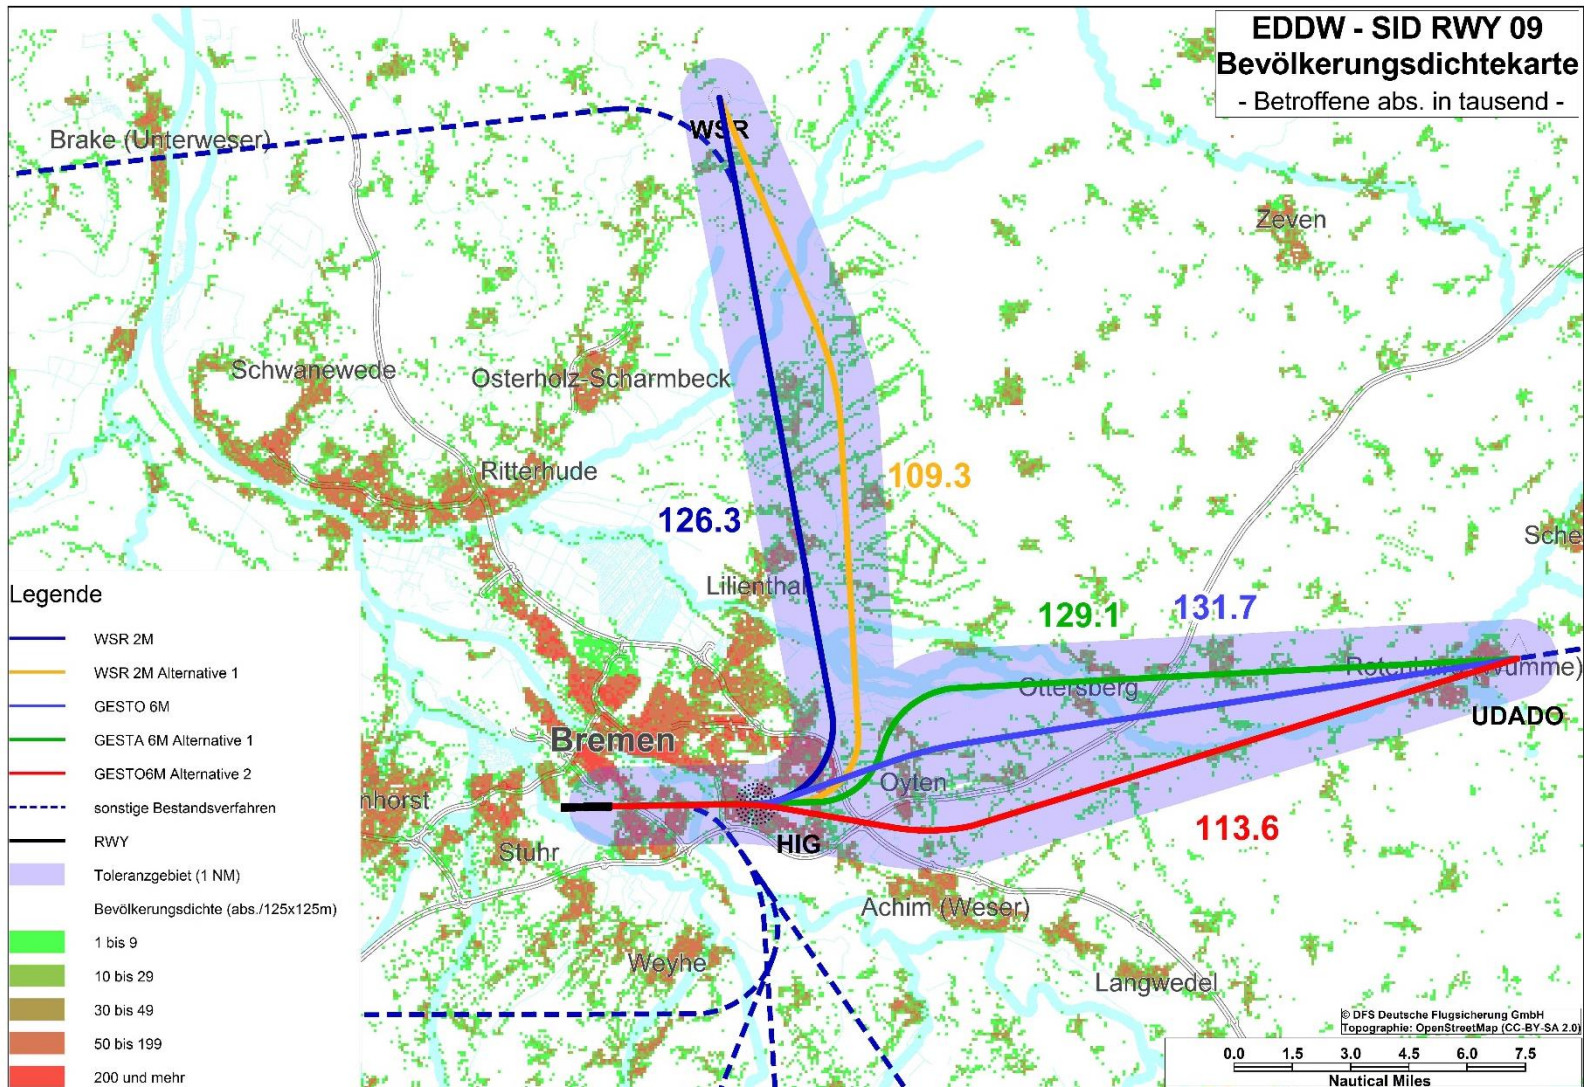 EDDW - SID RWY 09
Bevölkerungsdichtekarte
- Betroffene abs. in tausend -
WSR
Brake (Unterweser)
Zeven
Schwanewede
Osterholz-Scharmbeck
Ritterhude
109.3
126.3
Sche
Lilienthal
129.1
131.7
Rotenburg (Wümme)
Ottersberg
UDADO
Bremen
Oyten
nhorst
113.6
HIG
Stuhr
Achim (Weser)
Weyhe
Langwedel
Legende
WSR 2M
WSR 2M Alternative 1
GESTO 6M
GESTA 6M Alternative 1
GESTO6M Alternative 2
sonstige Bestandsverfahren
RWY
Toleranzgebiet (1 NM)
Bevölkerungsdichte (abs./125x125m)
1 bis 9
10 bis 29
30 bis 49
50 bis 199
200 und mehr
© DFS Deutsche Flugsicherung GmbH
Topographie: OpenStreetMap (CC-BY-SA 2.0)
0.0 1.5 3.0 4.5 6.0 7.5
Nautical Miles